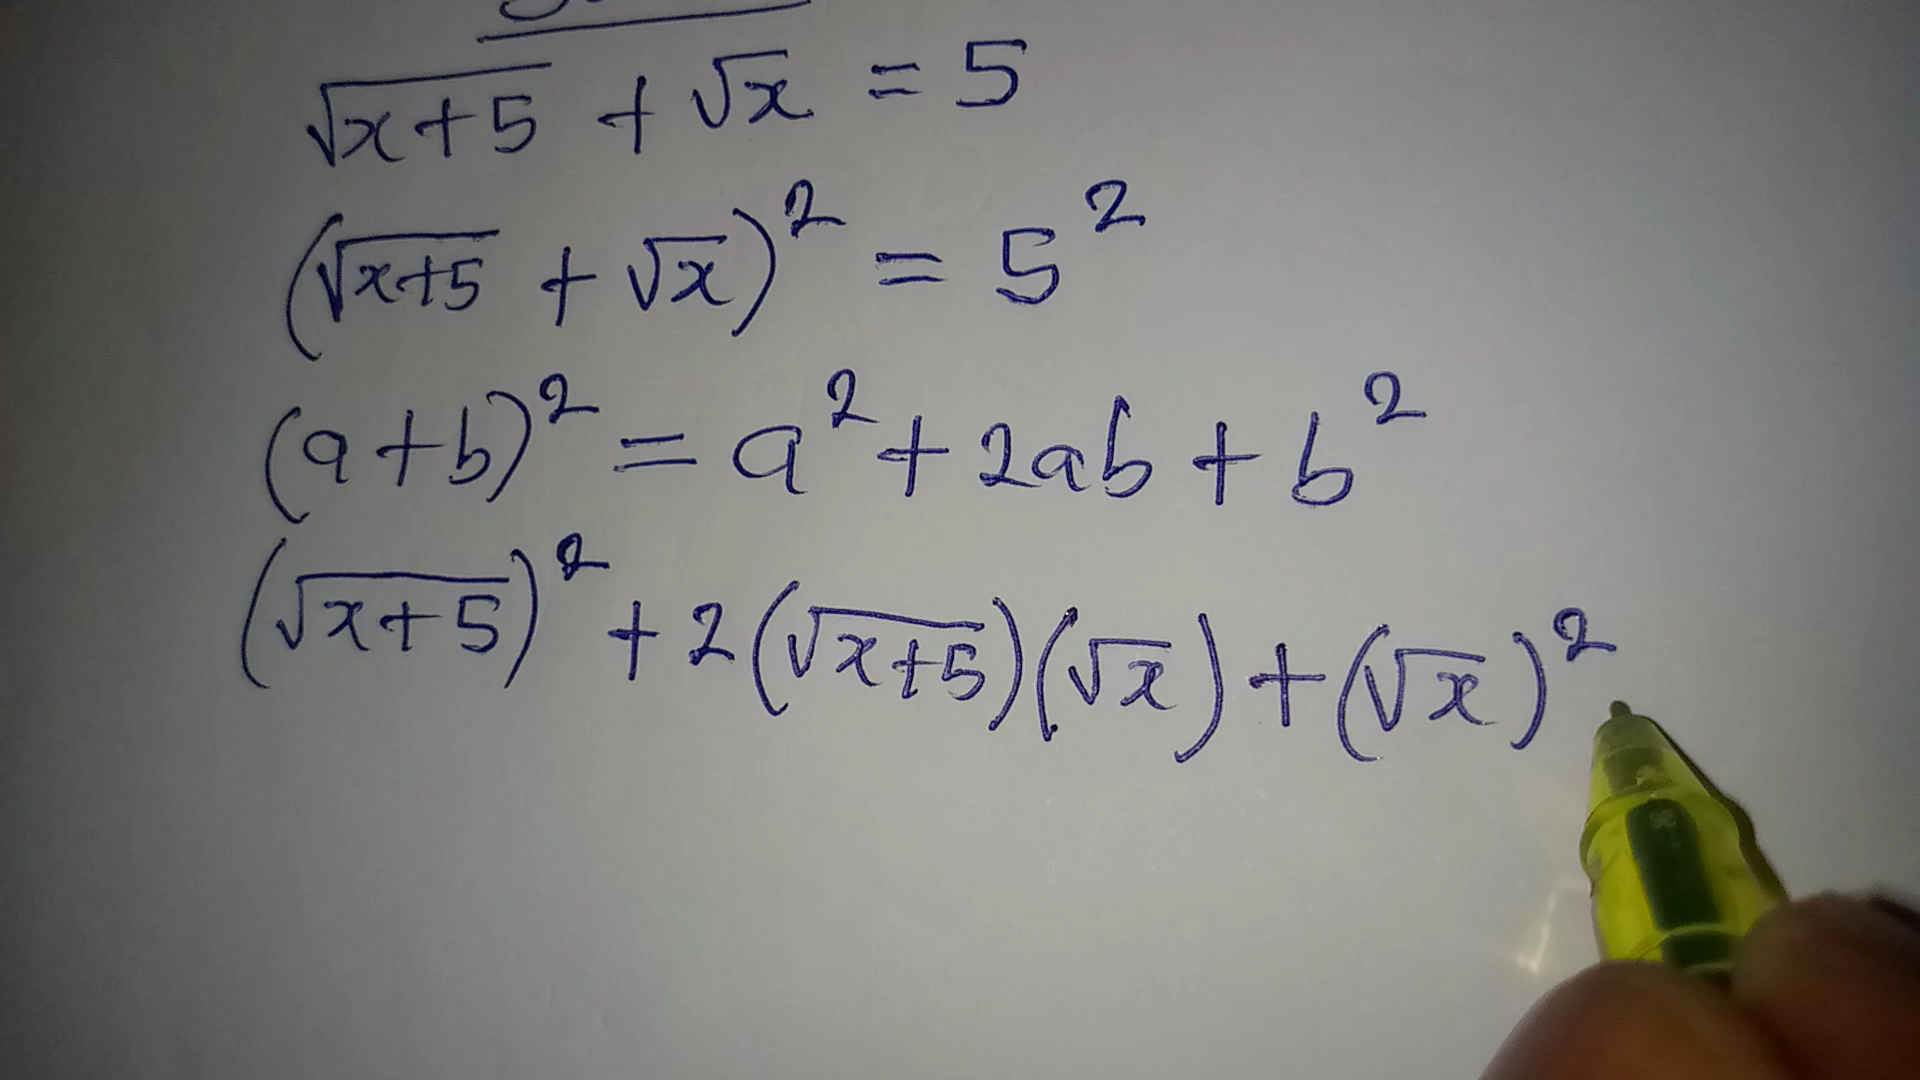 √(x+5) + √x = 5
(√(x+5) + √x)² = 5²
(a+b)² = a² + 2ab + b²
(√(x+5))² + 2(√(x+5))(√x) + (√x)²